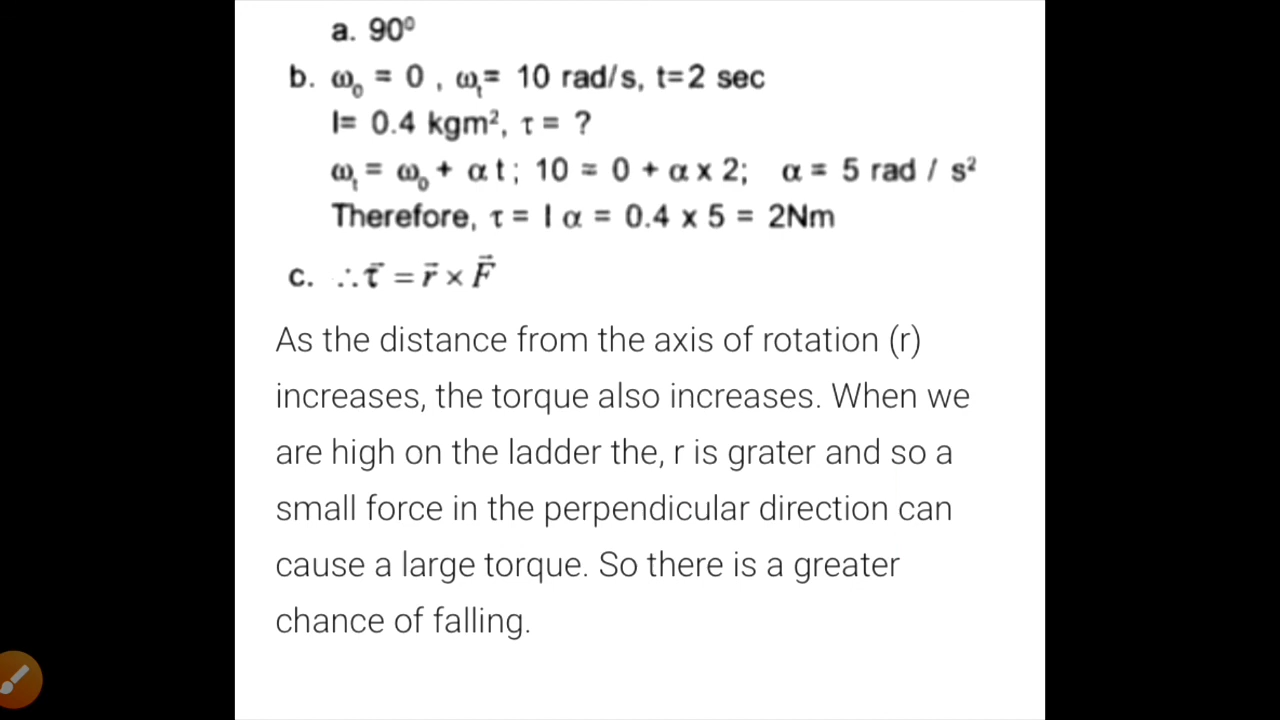 a. 90⁰
b. ω₀ = 0 , ωₜ= 10 rad/s, t=2 sec
I= 0.4 kgm², τ = ?
ωₜ = ω₀ + α t ; 10 = 0 + α x 2; α = 5 rad / s²
Therefore, τ = I α = 0.4 x 5 = 2Nm
c. ∴ τ⃗ = r⃗ × F⃗
As the distance from the axis of rotation (r)
increases, the torque also increases. When we
are high on the ladder the, r is grater and so a
small force in the perpendicular direction can
cause a large torque. So there is a greater
chance of falling.